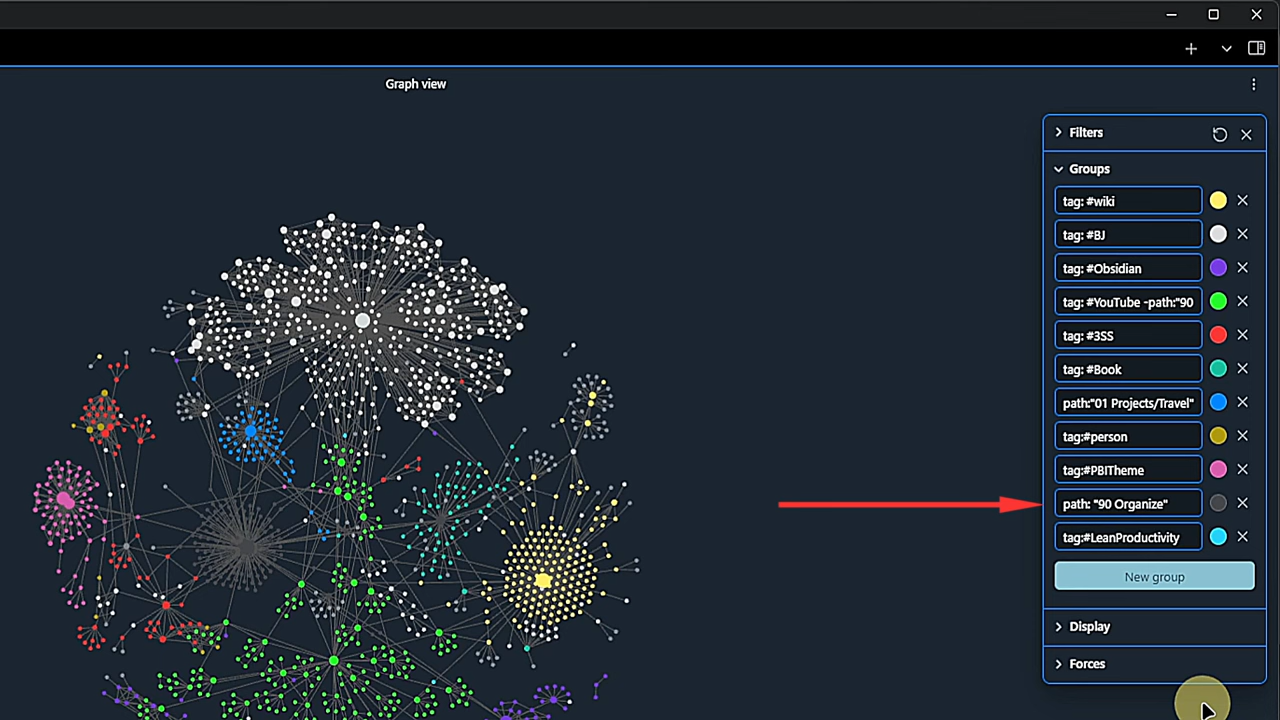 Graph view
Filters
Groups
tag: #wiki
tag: #BJ
tag: #Obsidian
tag: #YouTube -path:"90
tag: #3SS
tag: #Book
path:"01 Projects/Travel"
tag:#person
tag:#PBITheme
path: "90 Organize"
tag:#LeanProductivity
New group
Display
Forces